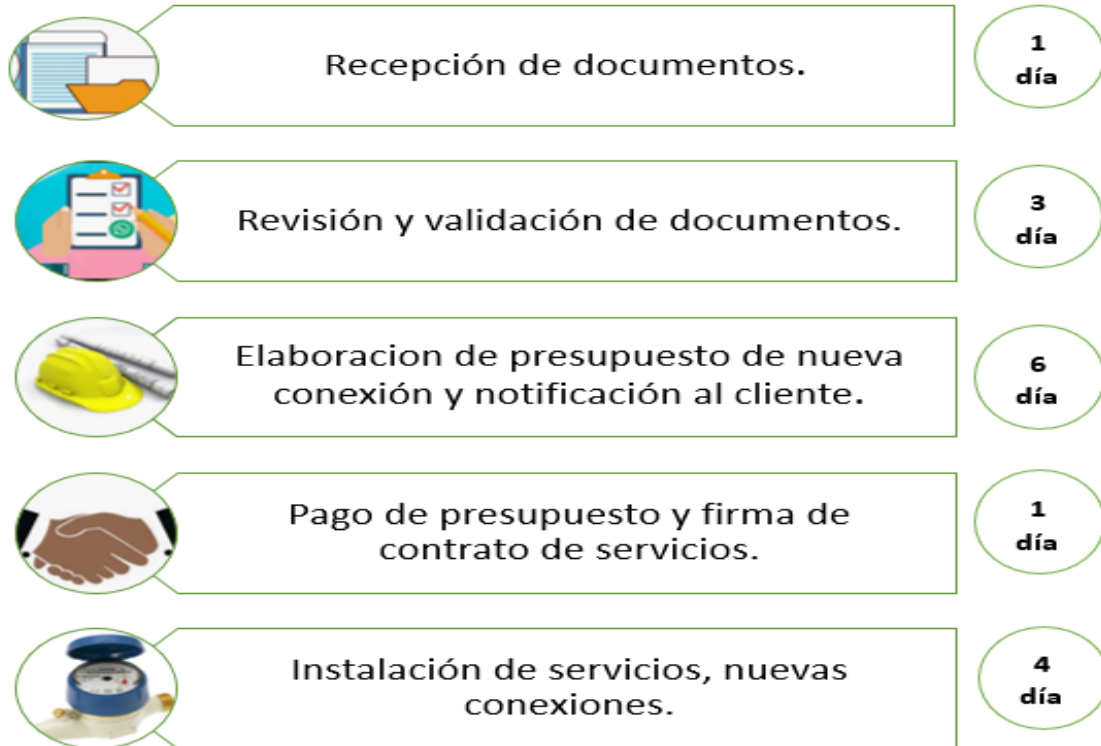 Recepción de documentos.
1
día
Revisión y validación de documentos.
3
día
Elaboracion de presupuesto de nueva
conexión y notificación al cliente.
6
día
Pago de presupuesto y firma de
contrato de servicios.
1
día
Instalación de servicios, nuevas
conexiones.
4
día